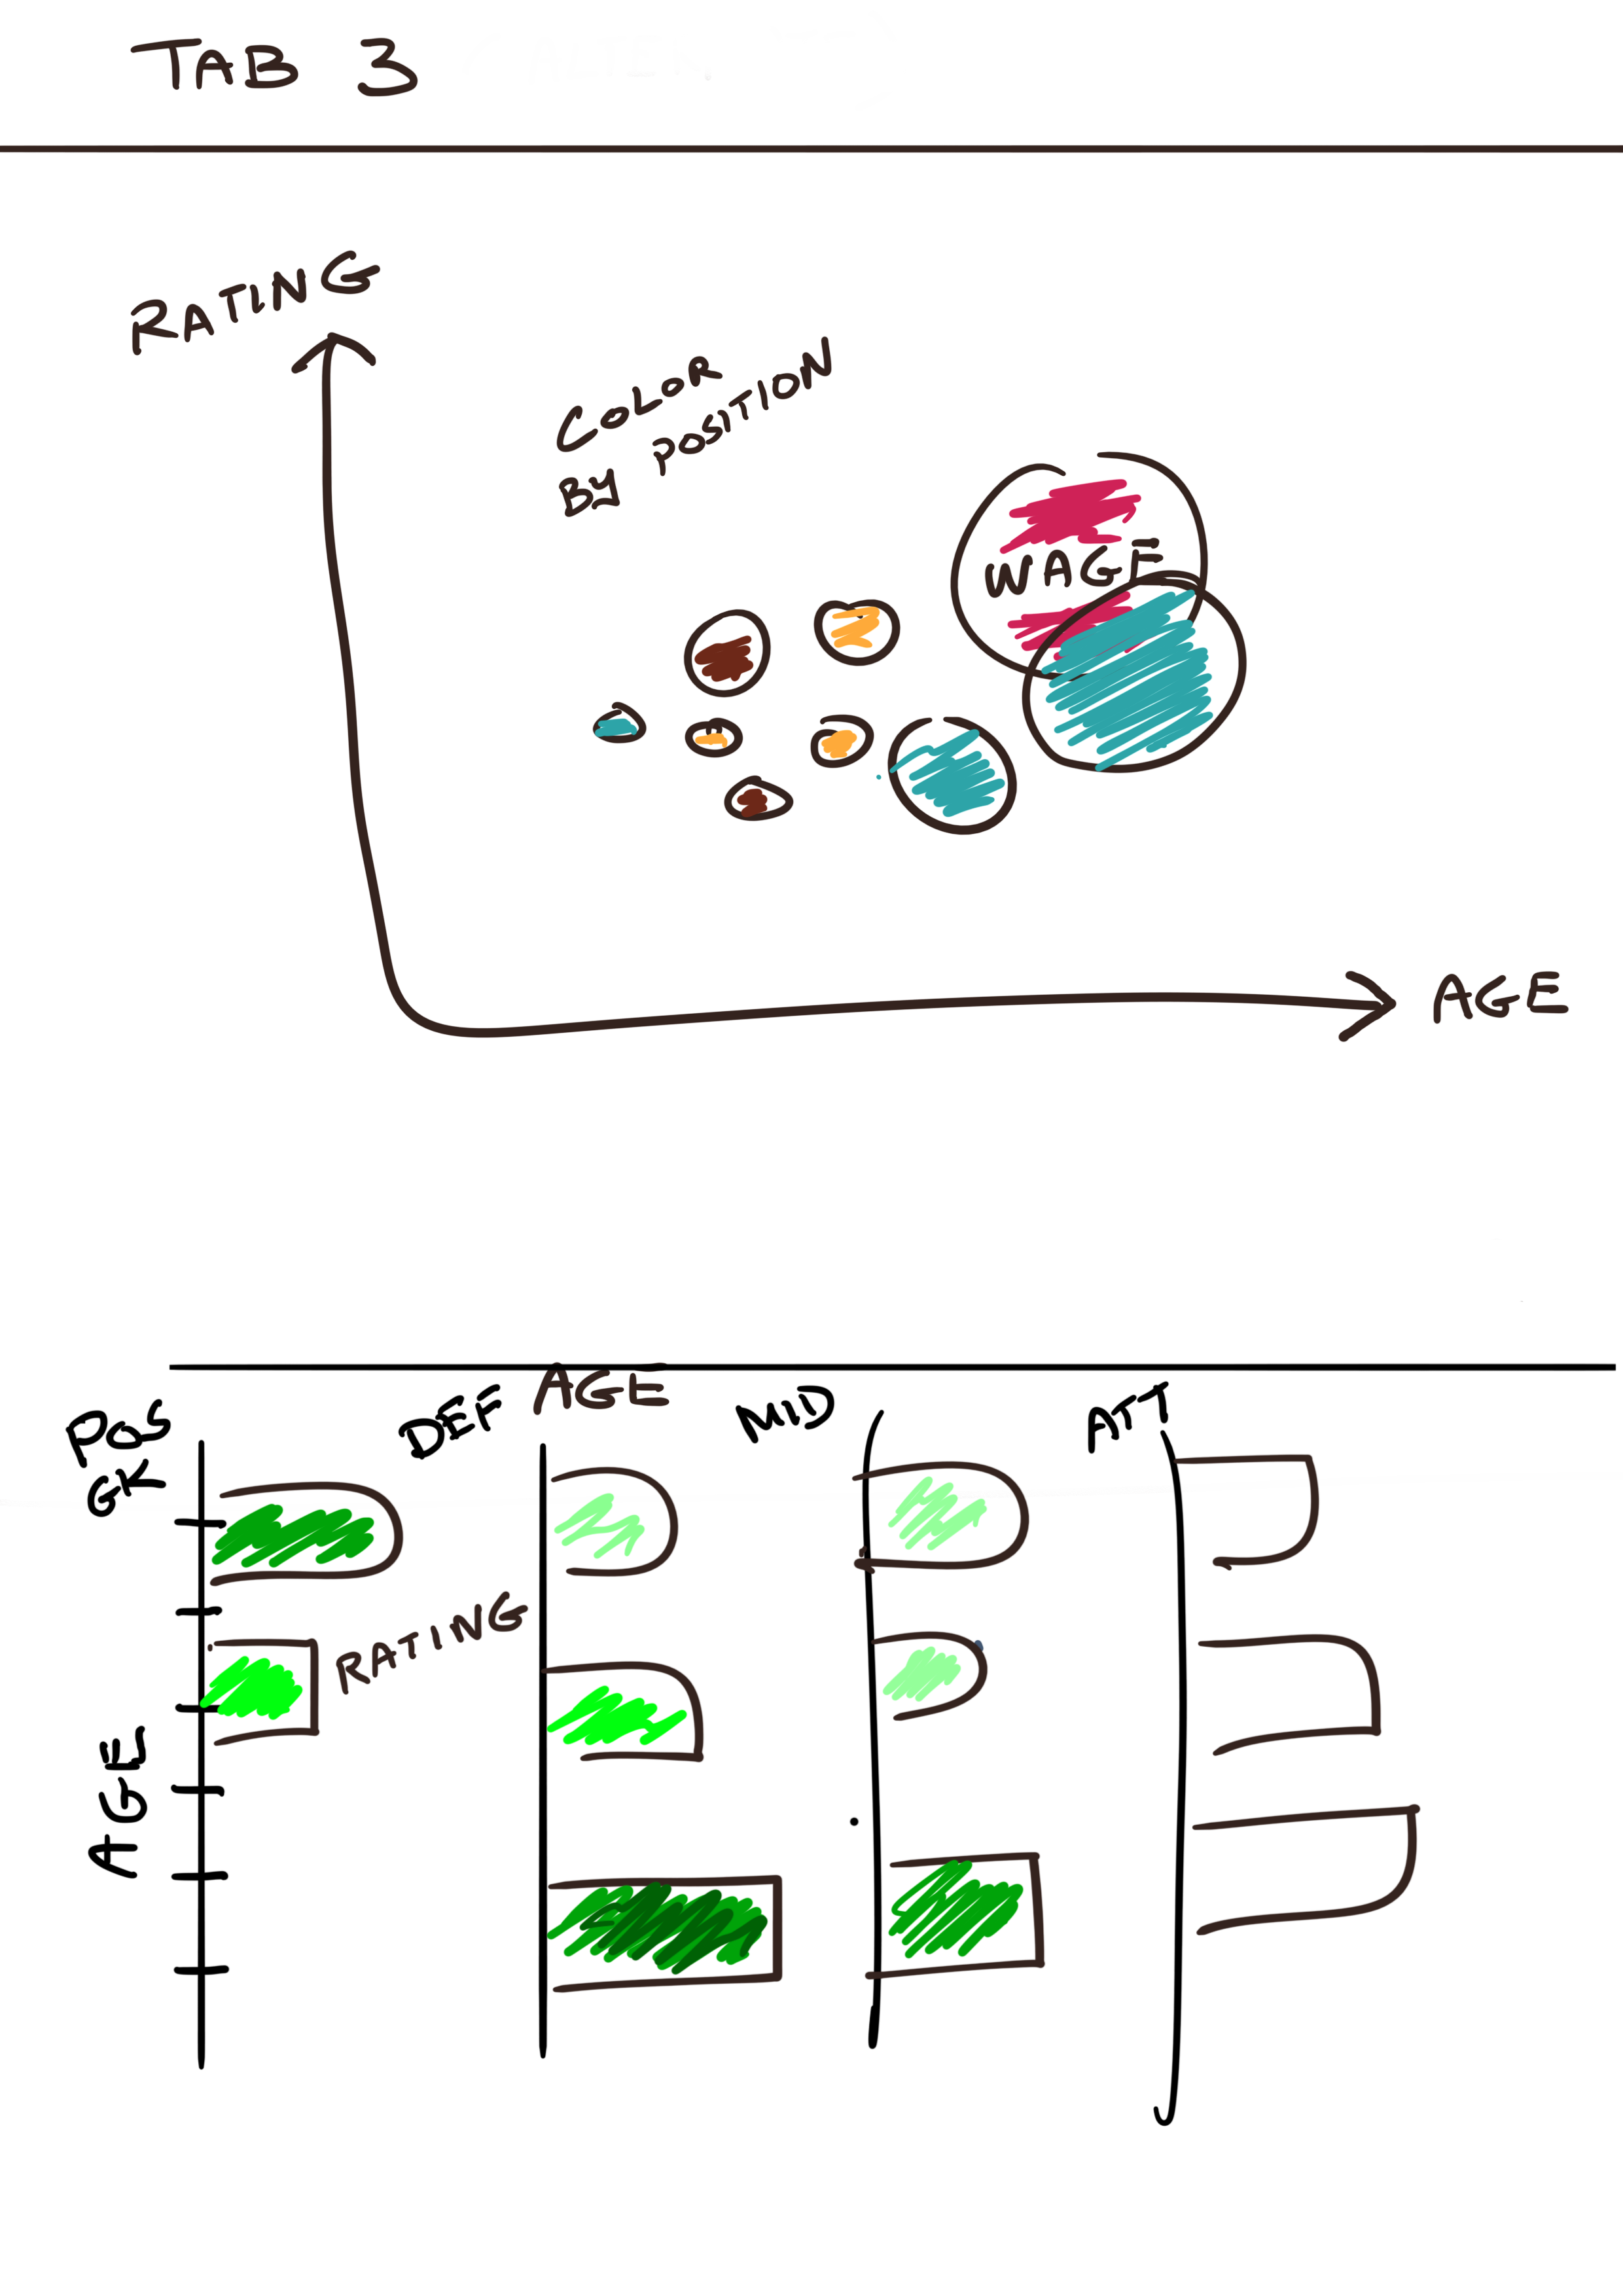 TAB 3
RATING
COLOR
BY POSITION
WAGE
AGE
AGE
POS
GK
DEF
MID
ATT
RATING
AGE